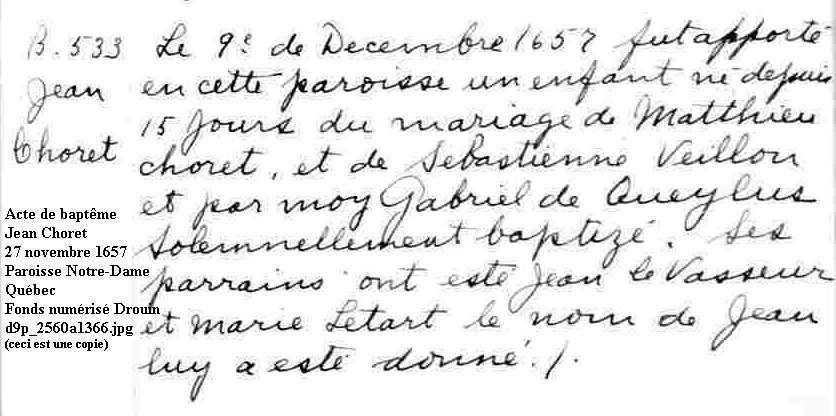 B. 533
Jean
Choret
Le 9e de Decembre 1657 fut apporté
en cette paroisse un enfant né depuis
15 Jours du mariage de Matthieu
choret, et de Sebastienne Veillon
et par moy Gabriel de Queylus
Solemnellement baptizé. Ses
parrains ont esté Jean le Vasseur
et Marie Letart le nom de Jean
luy a esté donné./.
Acte de baptême
Jean Choret
27 novembre 1657
Paroisse Notre-Dame
Québec
Fonds numérisé Drouin
d9p_2560a1366.jpg
(ceci est une copie)